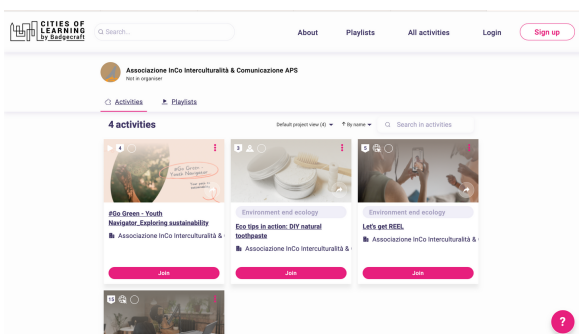 CITIES OF
LEARNING
by Badgecraft
Search...
About
Playlists
All activities
Login
Sign up
Associazione InCo Interculturalità & Comunicazione APS
Not in organiser
Activities
Playlists
4 activities
Default project view (4)
By name
Search in activities
4
3
5
#Go Green -
Youth Navigator
Environment end ecology
Environment end ecology
#Go Green - Youth
Navigator_Exploring sustainability
Eco tips in action: DIY natural
toothpaste
Let's get REEL
Associazione InCo Interculturalità &
Associazione InCo Interculturalità &
Associazione InCo Interculturalità &
Join
Join
Join
?